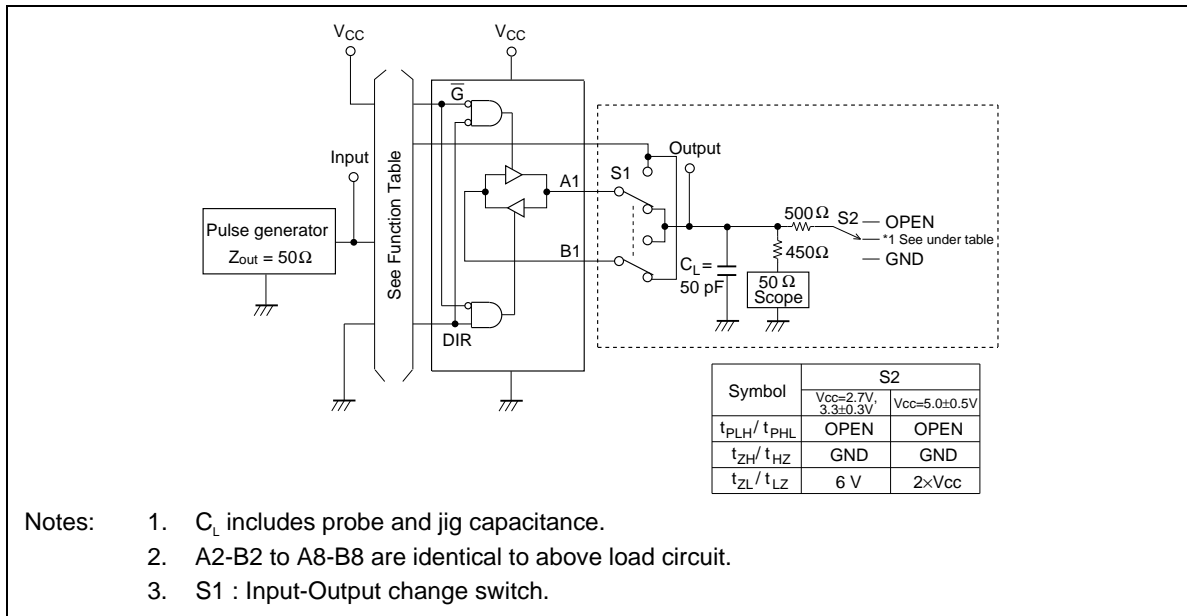 VCC
VCC
G
Input
See Function Table
Output
S1
A1
Pulse generator
Zout = 50Ω
B1
CL=
50 pF
500Ω
S2
OPEN
*1 See under table
GND
450Ω
50 Ω
Scope
DIR
Symbol
S2
Vcc=2.7V,
3.3±0.3V
Vcc=5.0±0.5V
tPLH/ tPHL
OPEN
OPEN
tZH/ tHZ
GND
GND
tZL/ tLZ
6 V
2×Vcc
Notes: 1. CL includes probe and jig capacitance.
2. A2-B2 to A8-B8 are identical to above load circuit.
3. S1 : Input-Output change switch.